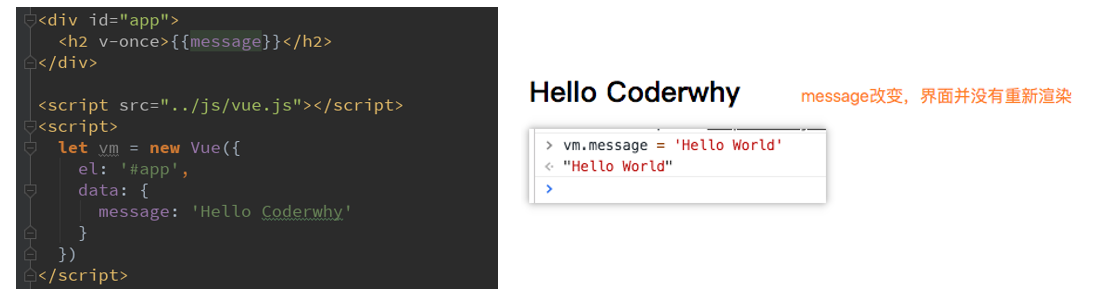 <div id="app">
  <h2 v-once>{{message}}</h2>
</div>

<script src="../js/vue.js"></script>
<script>
  let vm = new Vue({
    el: '#app',
    data: {
      message: 'Hello Coderwhy'
    }
  })
</script>
Hello Coderwhy
message改变，界面并没有重新渲染
> vm.message = 'Hello World'
<· "Hello World"
>